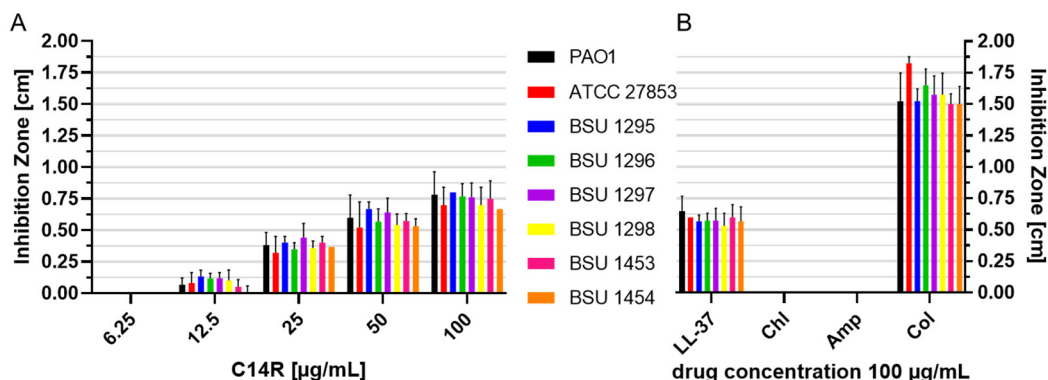 A
B
Inhibition Zone [cm]
2.00
1.75
1.50
1.25
1.00
0.75
0.50
0.25
0.00
6.25
12.5
25
50
100
C14R [µg/mL]
PAO1
ATCC 27853
BSU 1295
BSU 1296
BSU 1297
BSU 1298
BSU 1453
BSU 1454
LL-37
Chl
Amp
Col
drug concentration 100 µg/mL
2.00
1.75
1.50
1.25
1.00
0.75
0.50
0.25
0.00
Inhibition Zone [cm]